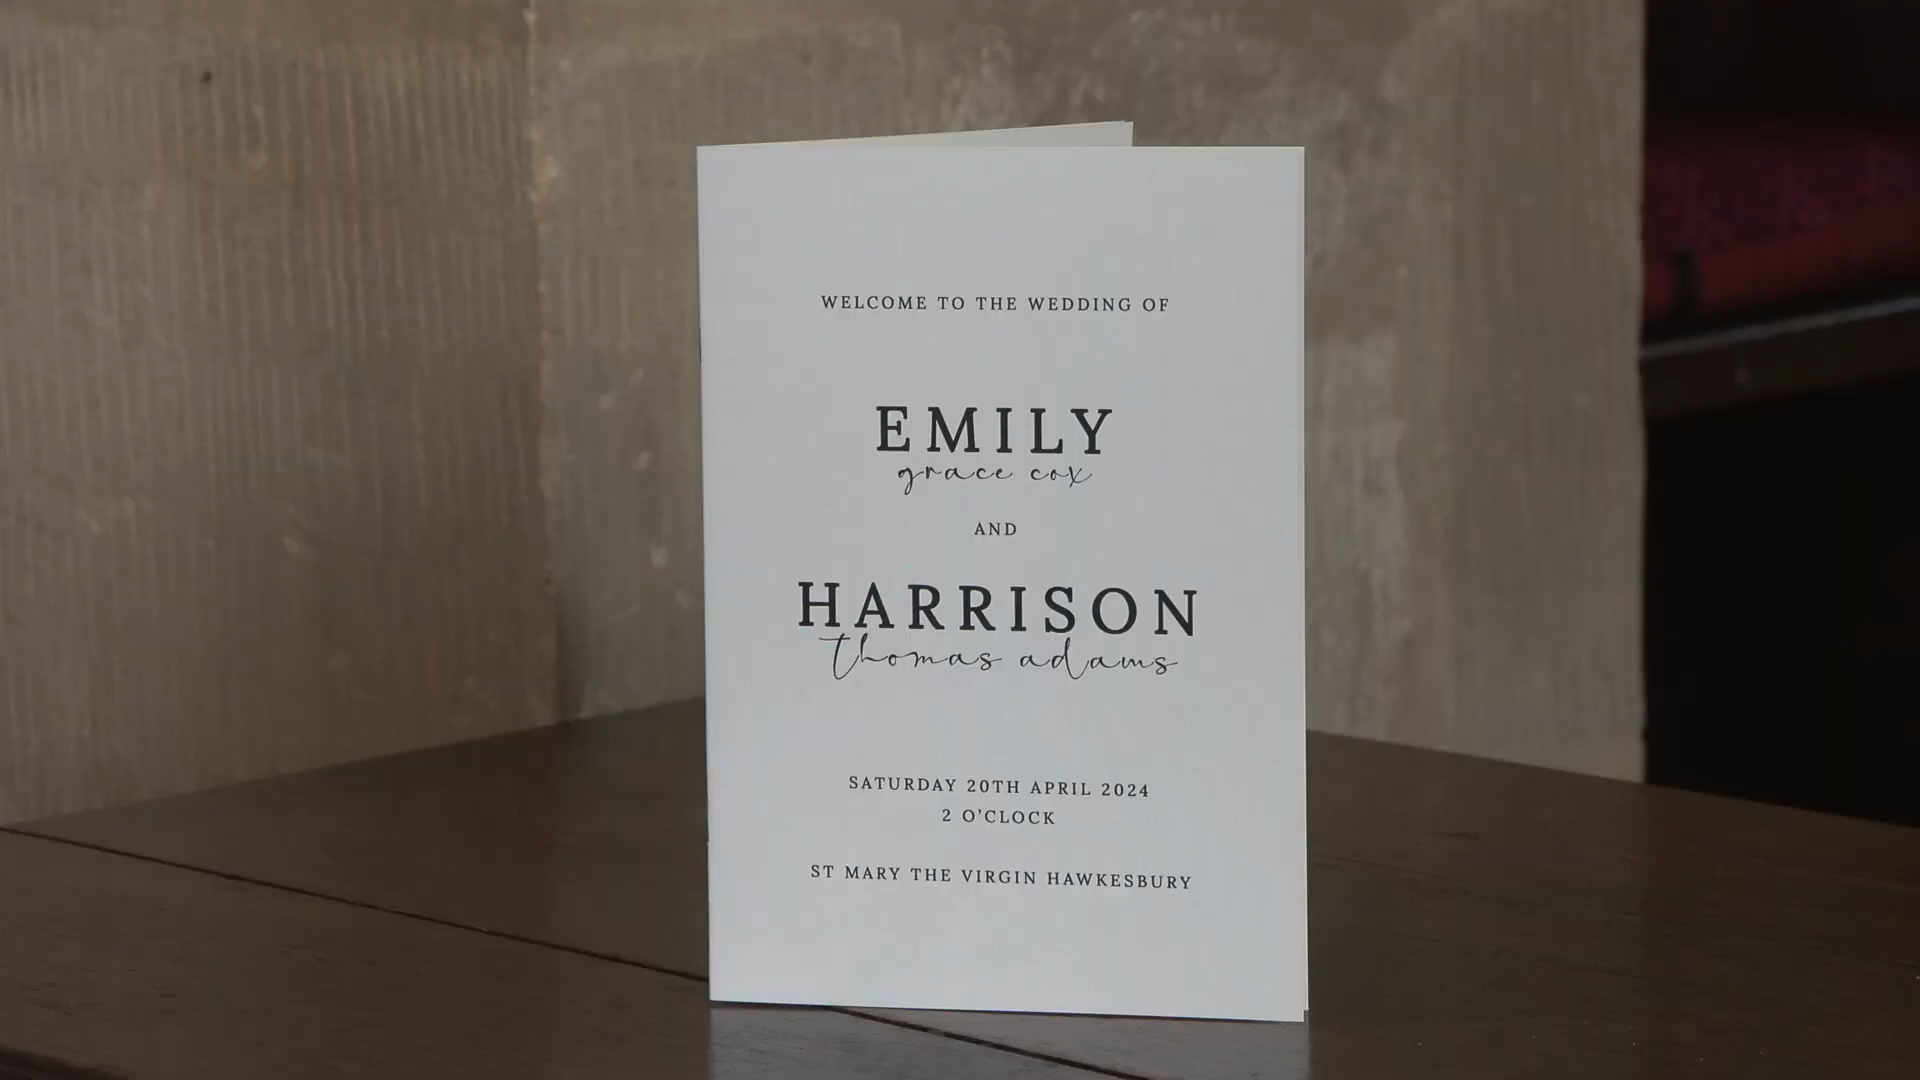 WELCOME TO THE WEDDING OF
EMILY
grace cox
AND
HARRISON
thomas adams
SATURDAY 20TH APRIL 2024
2 O'CLOCK
ST MARY THE VIRGIN HAWKESBURY